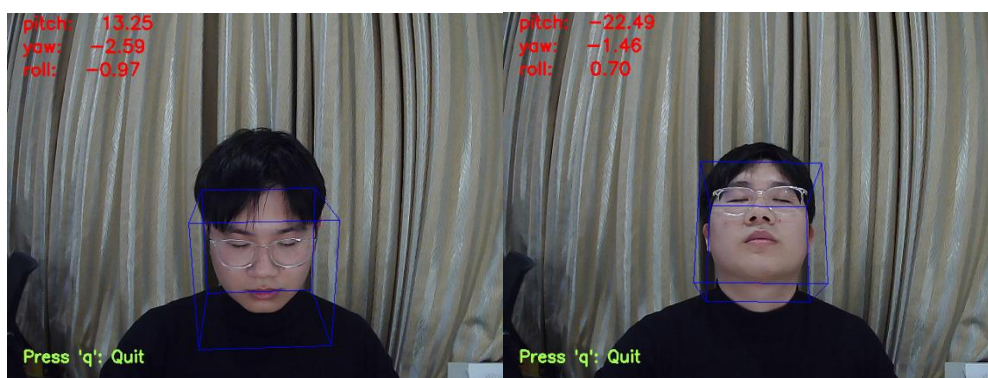 pitch: 13.25
yaw: -2.59
roll: -0.97
Press 'q': Quit
pitch: -22.49
yaw: -1.46
roll: 0.70
Press 'q': Quit